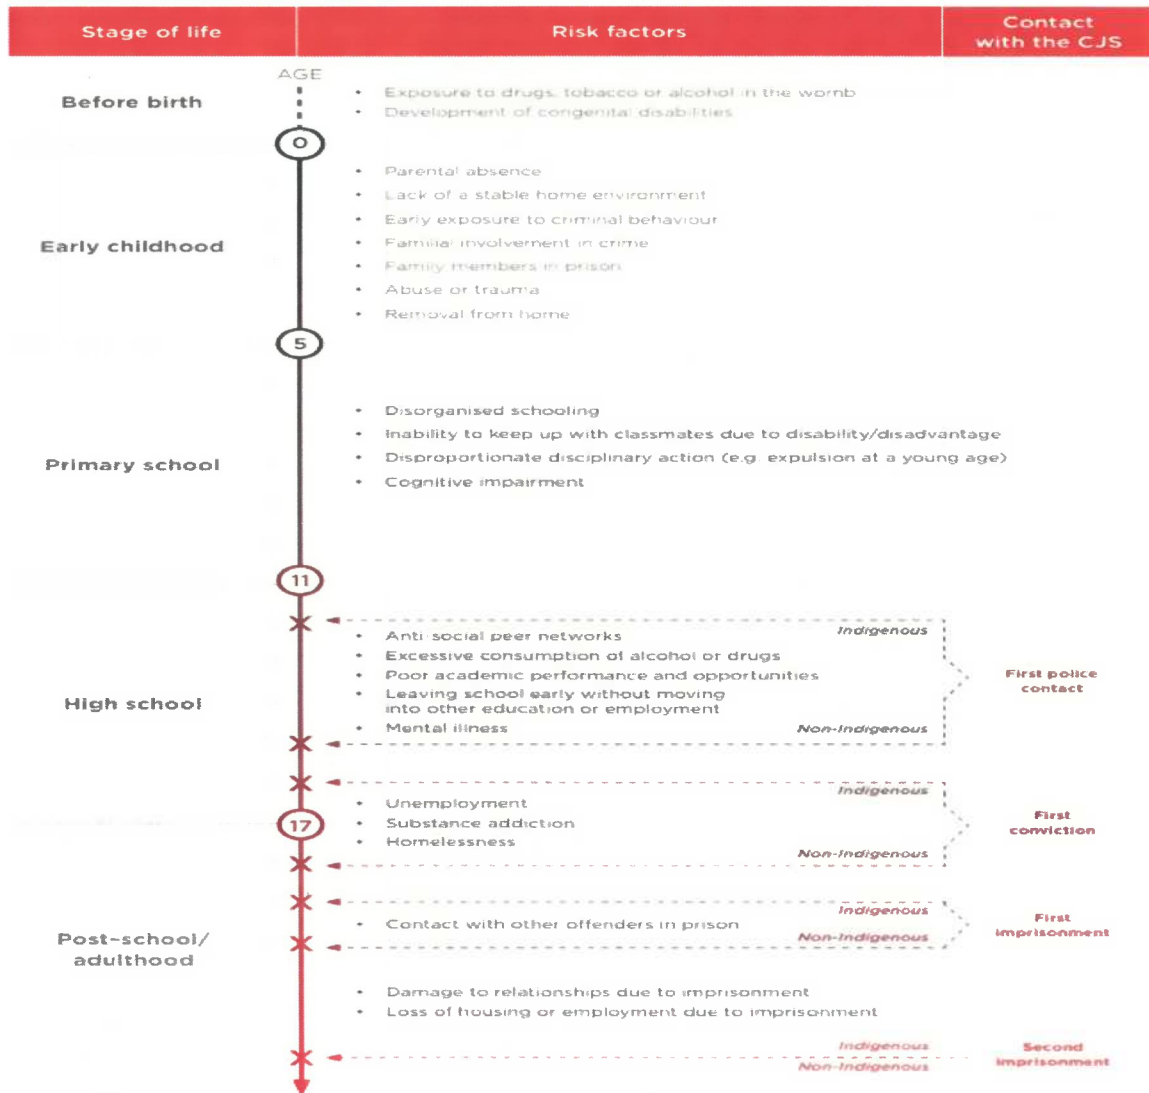 Stage of life
Risk factors
Contact
with the CJS
AGE
Before birth
• Exposure to drugs, tobacco or alcohol in the womb
• Development of congenital disabilities
0
Early childhood
• Parental absence
• Lack of a stable home environment
• Early exposure to criminal behaviour
• Familial involvement in crime
• Family members in prison
• Abuse or trauma
• Removal from home
5
Primary school
• Disorganised schooling
• Inability to keep up with classmates due to disability/disadvantage
• Disproportionate disciplinary action (e.g. expulsion at a young age)
• Cognitive impairment
11
High school
Indigenous
• Anti-social peer networks
• Excessive consumption of alcohol or drugs
• Poor academic performance and opportunities
• Leaving school early without moving
into other education or employment
• Mental illness
Non-Indigenous
First police
contact
Indigenous
• Unemployment
17
• Substance addiction
• Homelessness
Non-Indigenous
First
conviction
Post-school/
adulthood
Indigenous
• Contact with other offenders in prison
Non-Indigenous
First
imprisonment
• Damage to relationships due to imprisonment
• Loss of housing or employment due to imprisonment
Indigenous
Non-Indigenous
Second
imprisonment